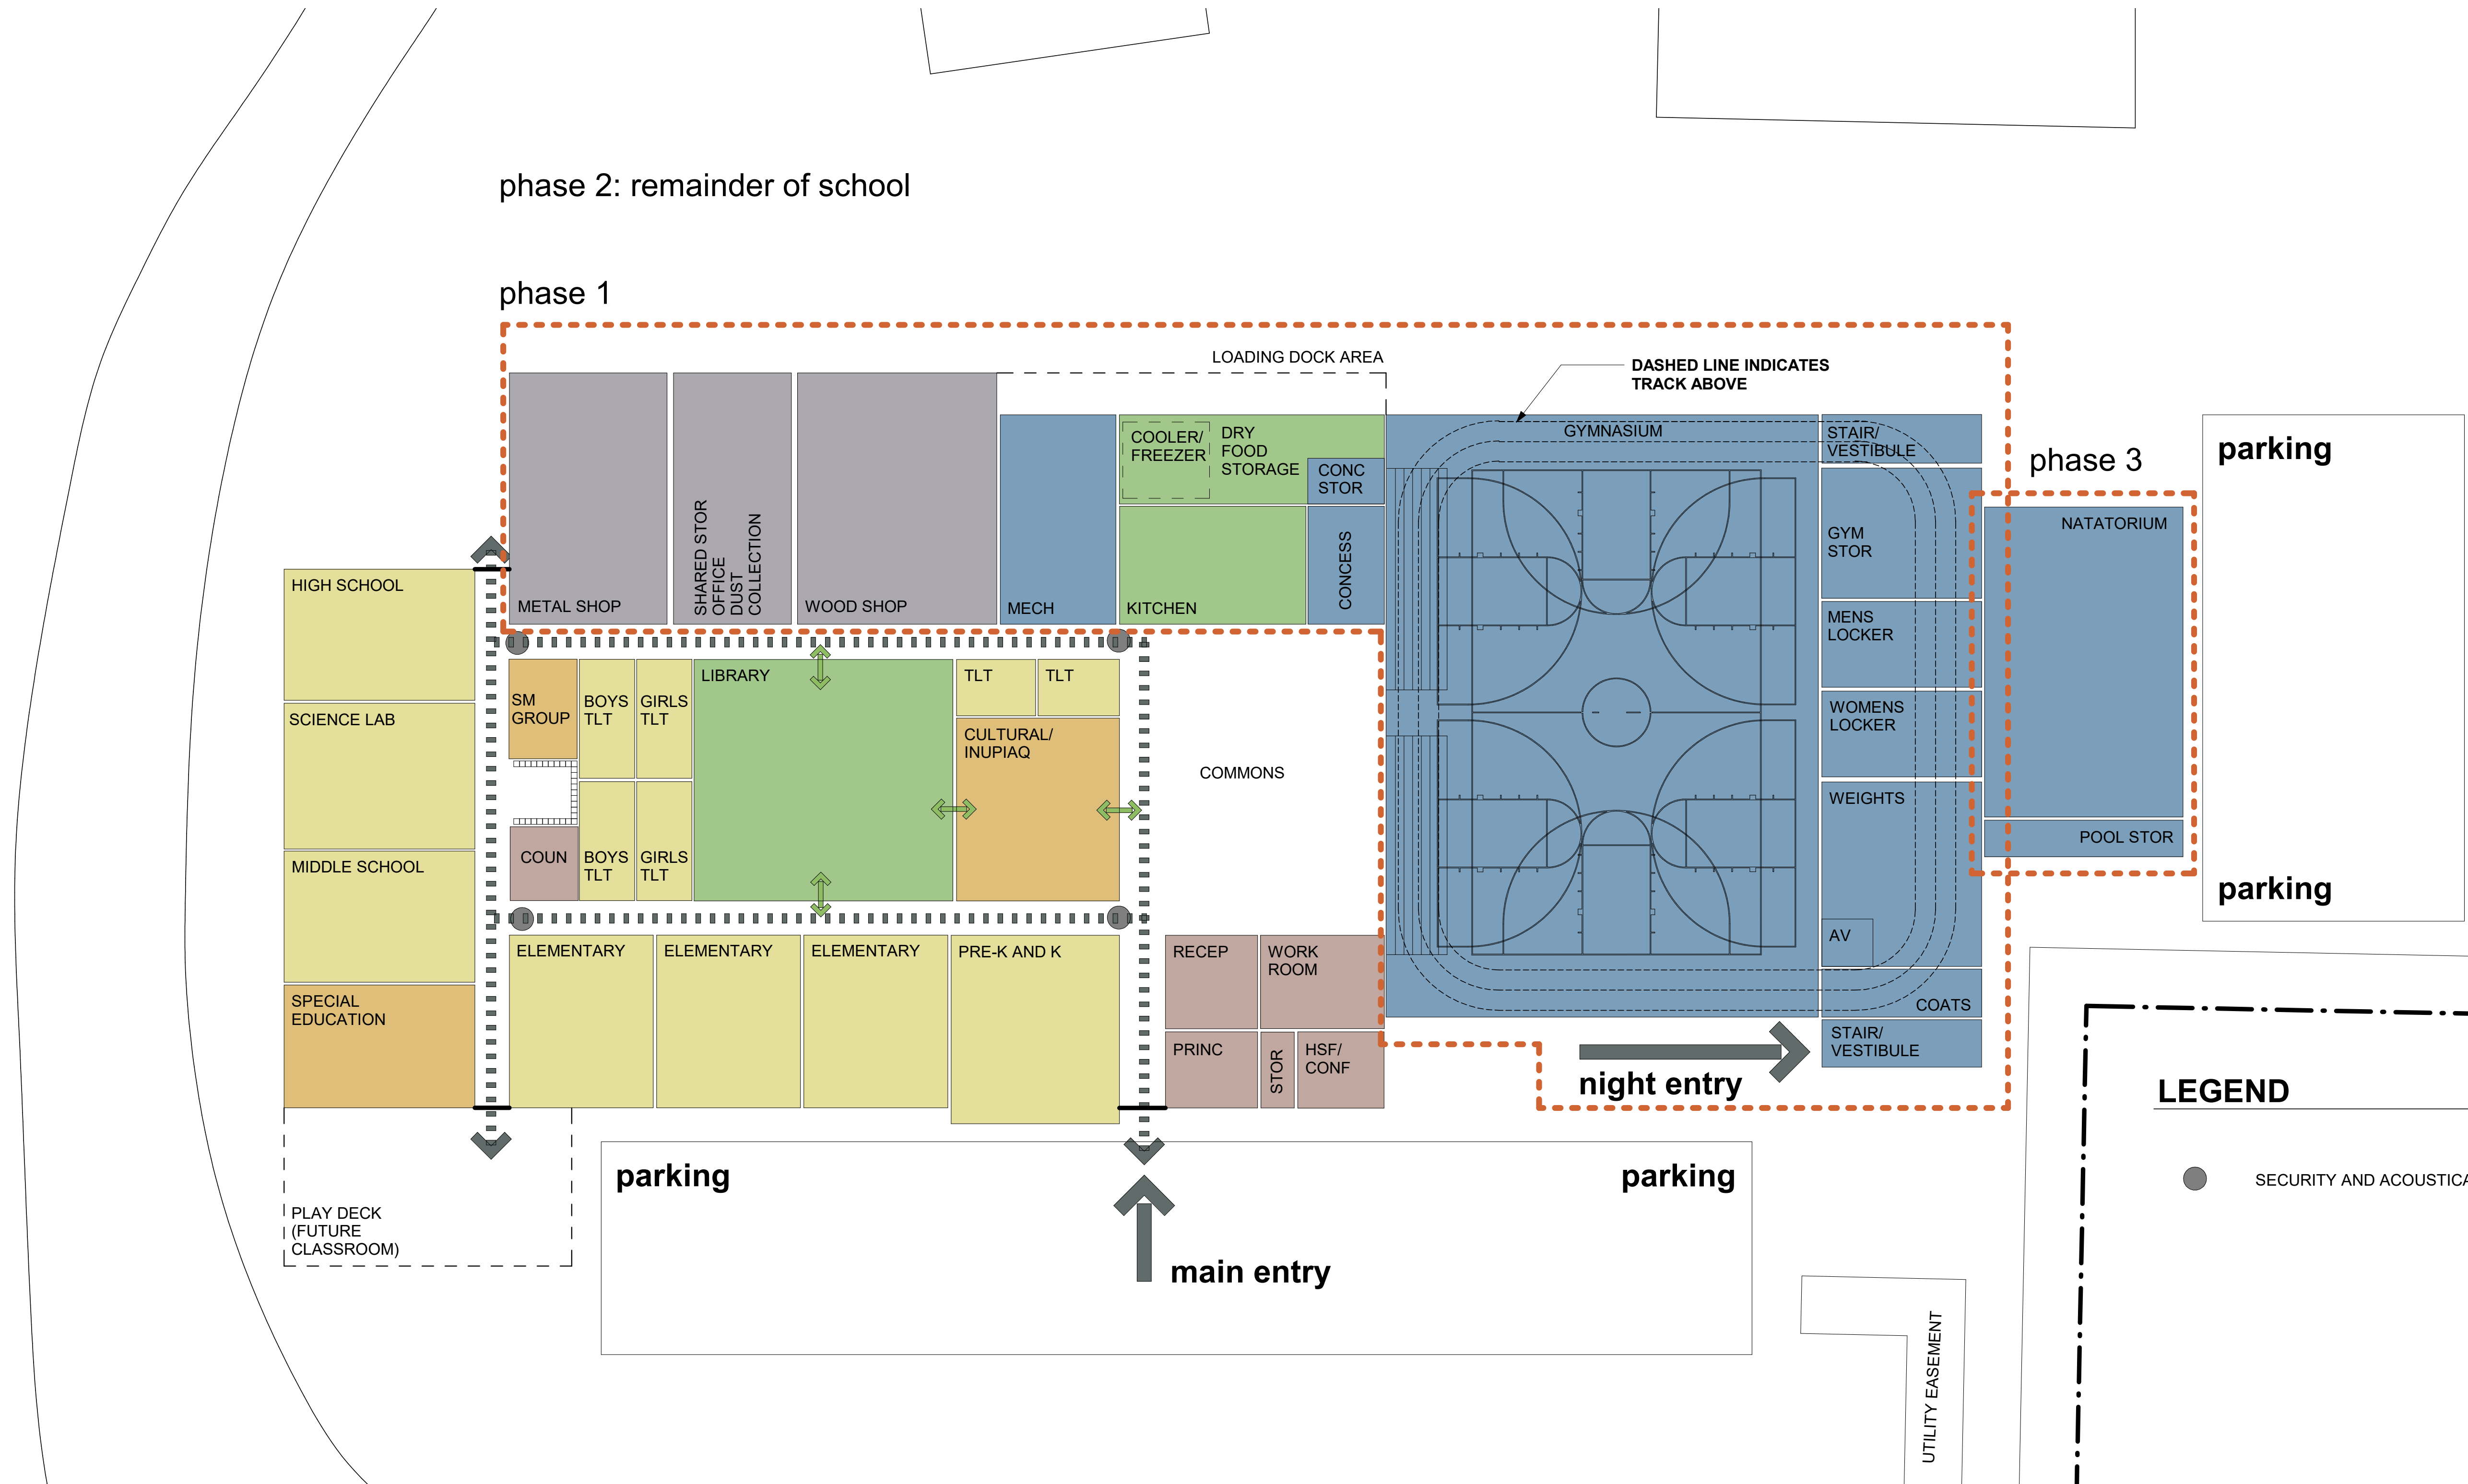 phase 2: remainder of school
phase 1
LOADING DOCK AREA
DASHED LINE INDICATES
TRACK ABOVE
COOLER/
FREEZER
DRY
FOOD
STORAGE
CONC
STOR
GYMNASIUM
STAIR/
VESTIBULE
phase 3
parking
METAL SHOP
SHARED STOR
OFFICE
DUST
COLLECTION
WOOD SHOP
MECH
KITCHEN
CONCESS
GYM
STOR
NATATORIUM
HIGH SCHOOL
MENS
LOCKER
SM
GROUP
BOYS
TLT
GIRLS
TLT
LIBRARY
TLT
TLT
SCIENCE LAB
CULTURAL/
INUPIAQ
COMMONS
WOMENS
LOCKER
WEIGHTS
POOL STOR
MIDDLE SCHOOL
COUN
BOYS
TLT
GIRLS
TLT
parking
AV
ELEMENTARY
ELEMENTARY
ELEMENTARY
PRE-K AND K
RECEP
WORK
ROOM
SPECIAL
EDUCATION
COATS
PRINC
STOR
HSF/
CONF
STAIR/
VESTIBULE
night entry
LEGEND
parking
parking
SECURITY AND
PLAY DECK
(FUTURE
CLASSROOM)
main entry
UTILITY EASEMENT